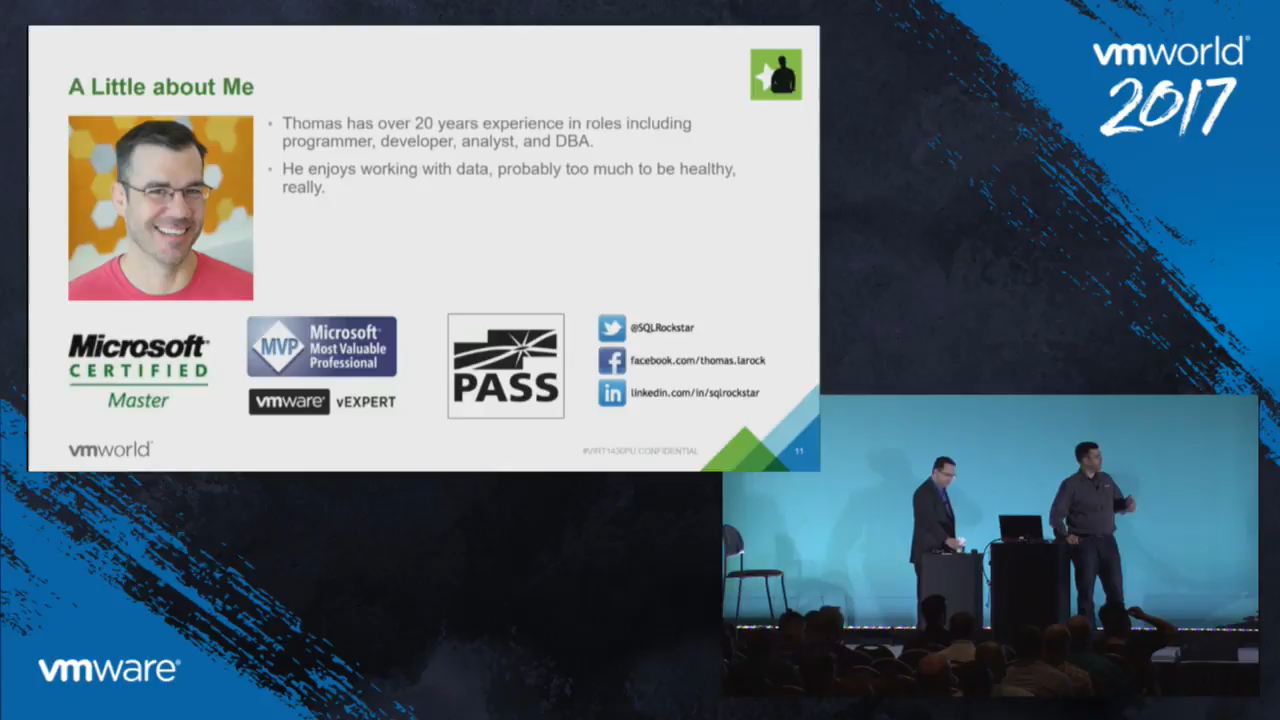 A Little about Me
Thomas has over 20 years experience in roles including
programmer, developer, analyst, and DBA.
He enjoys working with data, probably too much to be healthy,
really.
Microsoft
CERTIFIED
Master
MVP
Microsoft®
Most Valuable
Professional
vmware® vEXPERT
PASS
@SQLRockstar
facebook.com/thomas.larock
linkedin.com/in/sqlrockstar
vmworld®
#VIRT1430PU CONFIDENTIAL
11
vmworld®
2017
vmware®